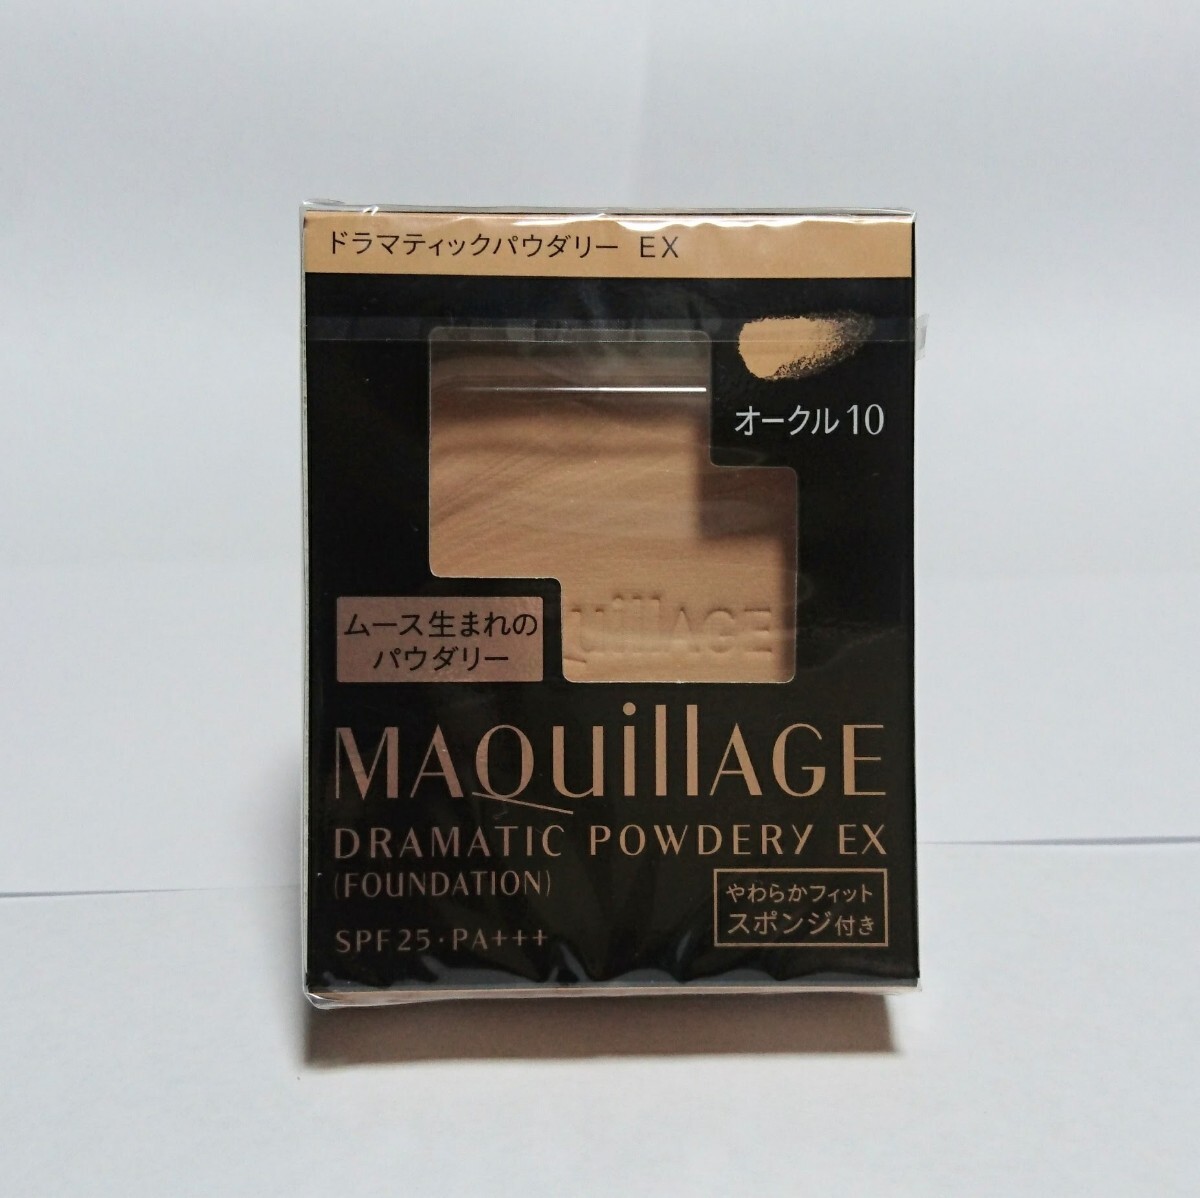 ドラマティックパウダリー EX
オークル10
uillAGE
ムース生まれの
パウダリー
MAQuillAGE
DRAMATIC POWDERY EX
(FOUNDATION)
やわらかフィット
スポンジ付き
SPF25・PA+++